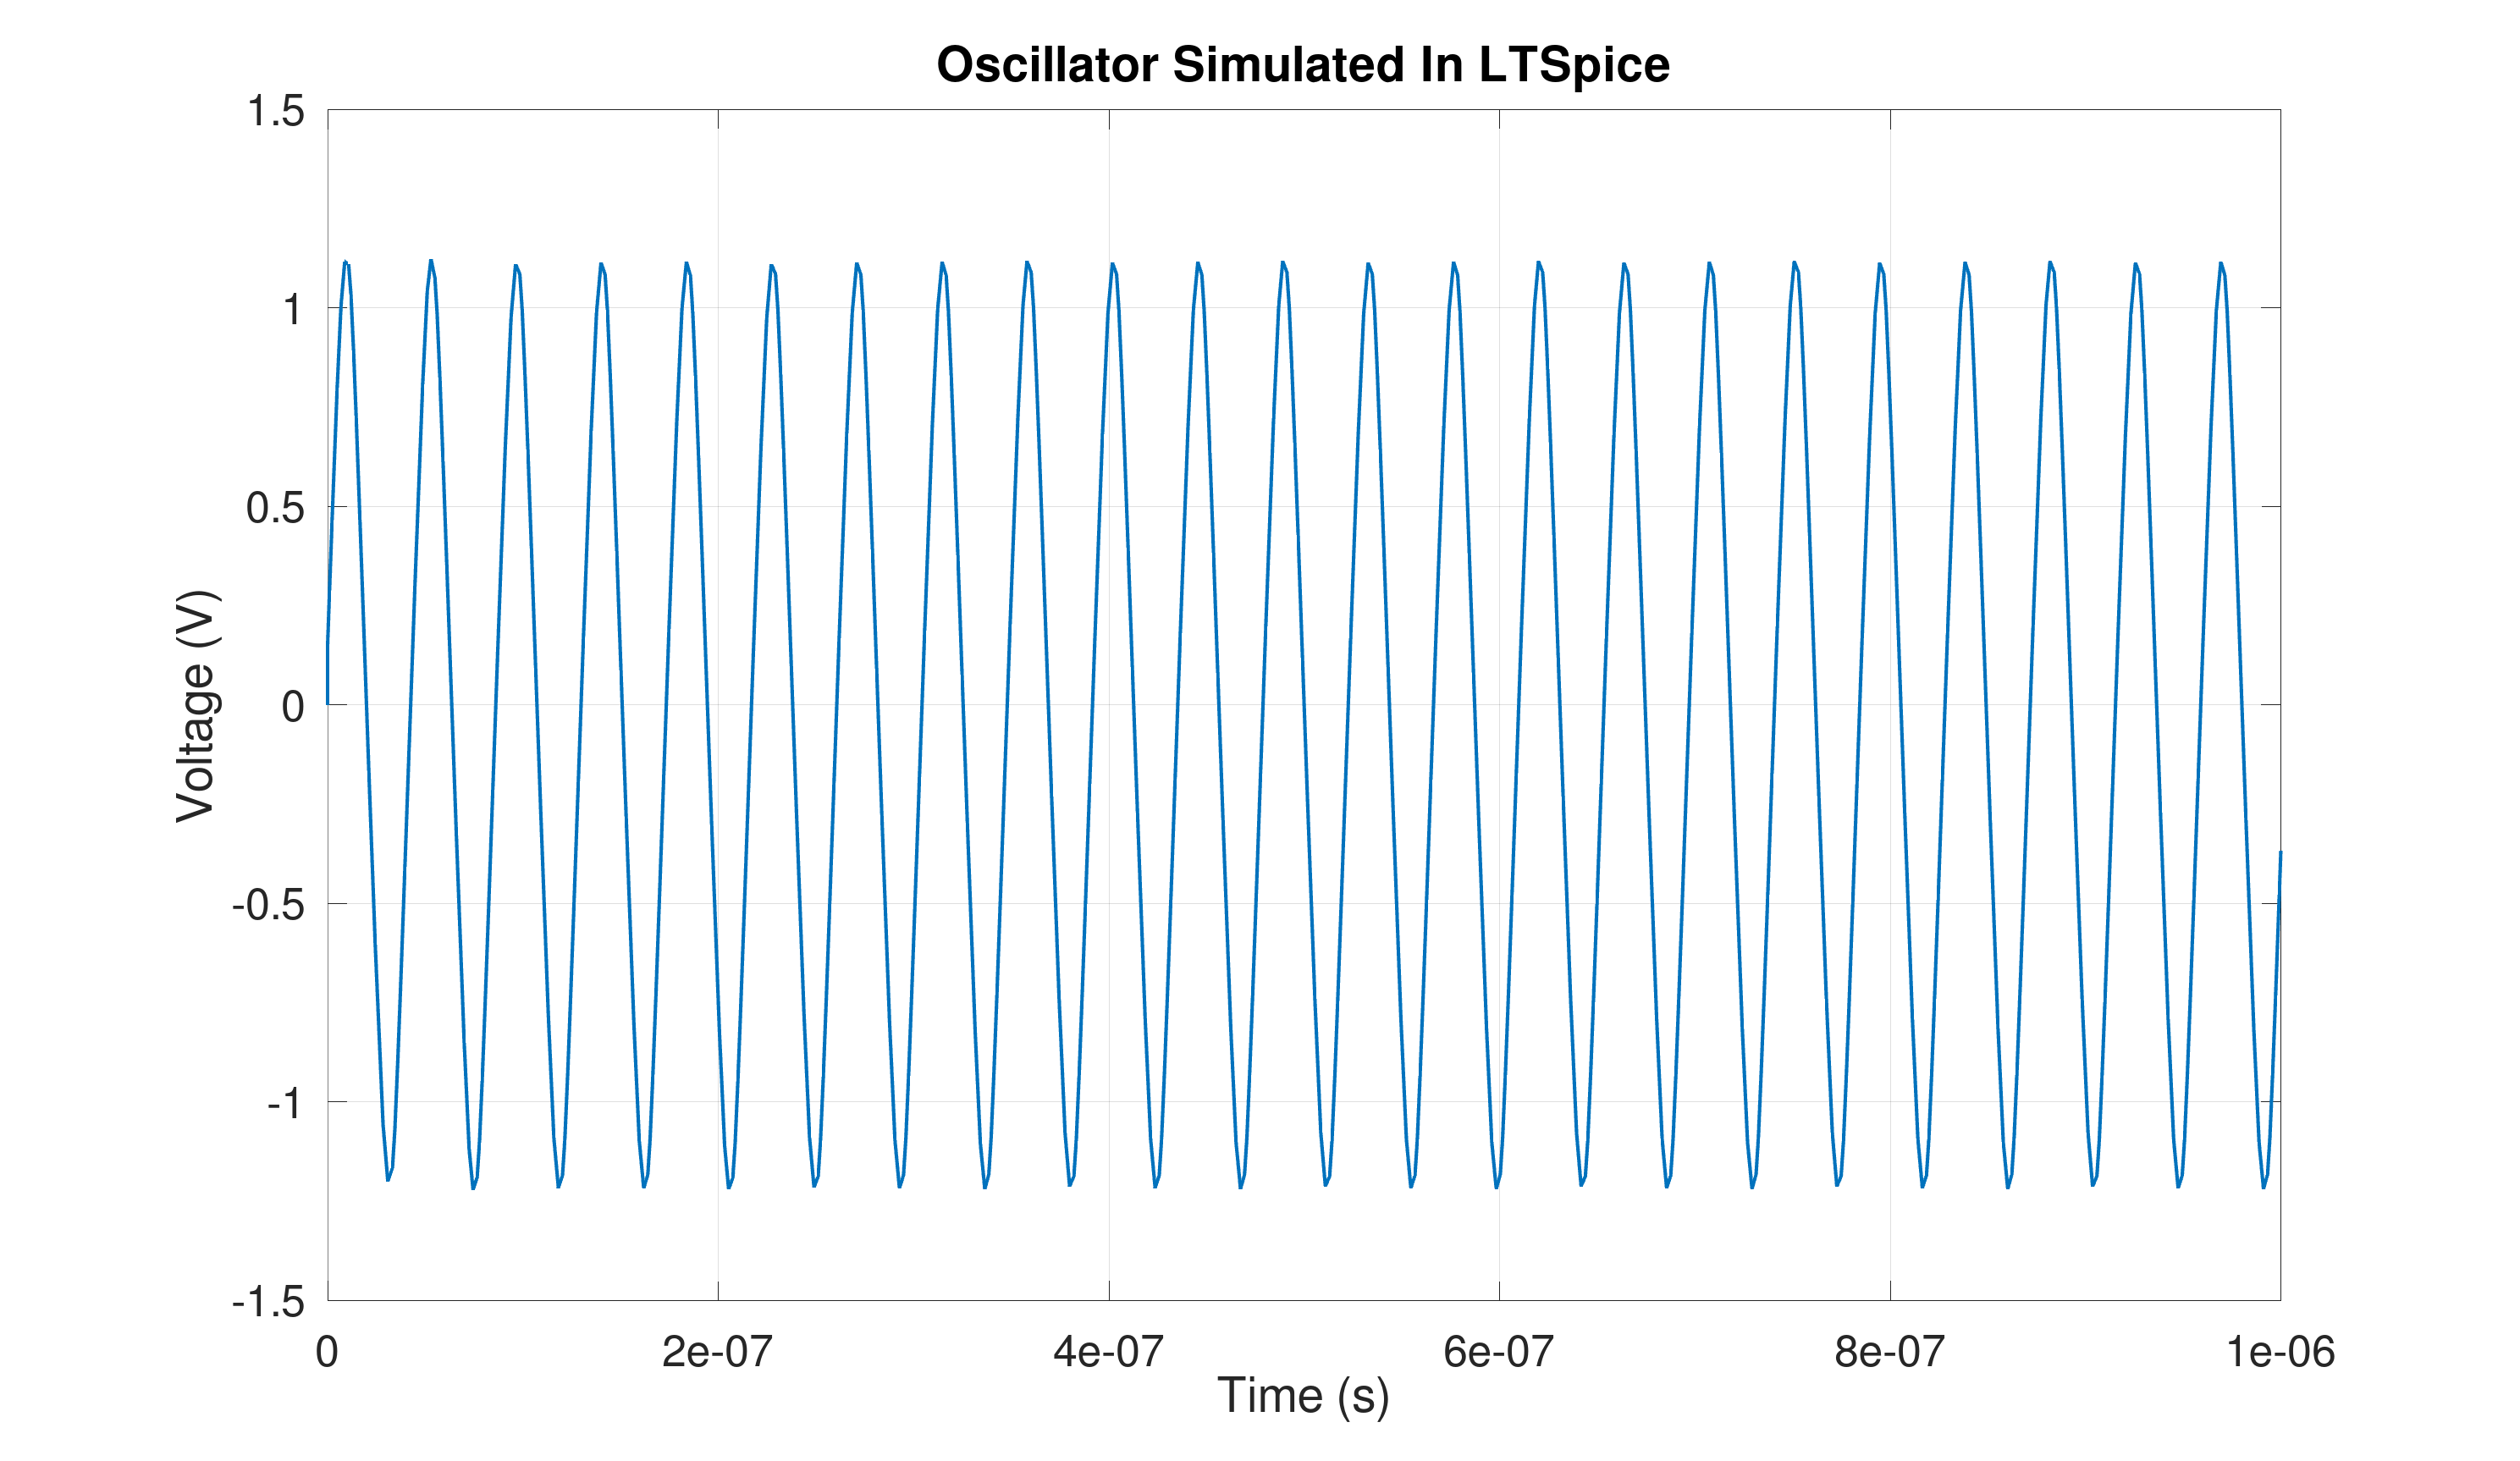 Oscillator Simulated In LTSpice
1.5
1
0.5
0
-0.5
-1
-1.5
Voltage (V)
0 2e-07 4e-07 6e-07 8e-07 1e-06
Time (s)